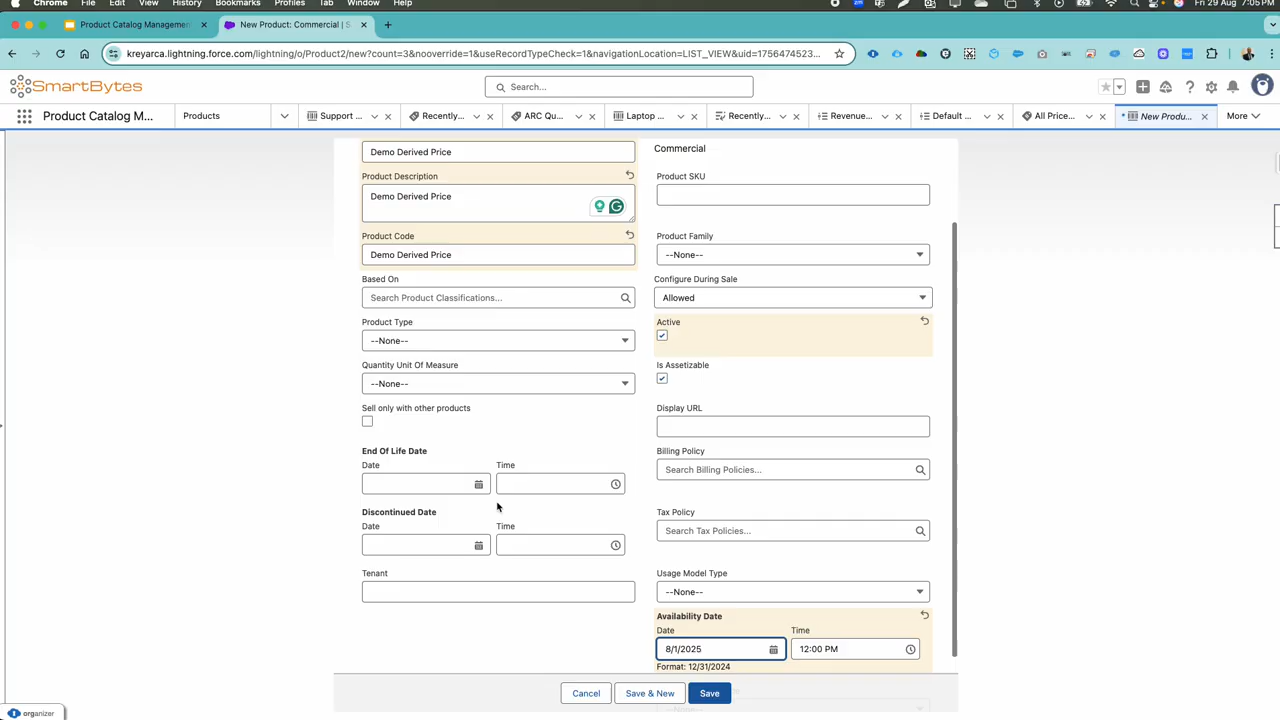 Chrome File Edit View History Bookmarks Profiles Tab Window Help Fri 29 Aug 7:05 PM
Product Catalog Managemen New Product: Commercial | S
kreyarca.lightning.force.com/lightning/o/Product2/new?count=3&nooverride=1&useRecordTypeCheck=1&navigationLocation=LIST_VIEW&uid=1756474523...
SmartBytes
Search...
Product Catalog M... Products Support ... Recently... ARC Qu... Laptop ... Recently... Revenue... Default ... All Price... * New Produ... More
Demo Derived Price
Commercial
Product Description
Demo Derived Price
Product SKU
Product Code
Demo Derived Price
Product Family
--None--
Based On
Search Product Classifications...
Configure During Sale
Allowed
Product Type
--None--
Active
Quantity Unit Of Measure
--None--
Is Assetizable
Sell only with other products
Display URL
End Of Life Date
Date Time
Billing Policy
Search Billing Policies...
Discontinued Date
Date Time
Tax Policy
Search Tax Policies...
Tenant
Usage Model Type
--None--
Availability Date
Date Time
8/1/2025 12:00 PM
Format: 12/31/2024
Cancel Save & New Save
organizer